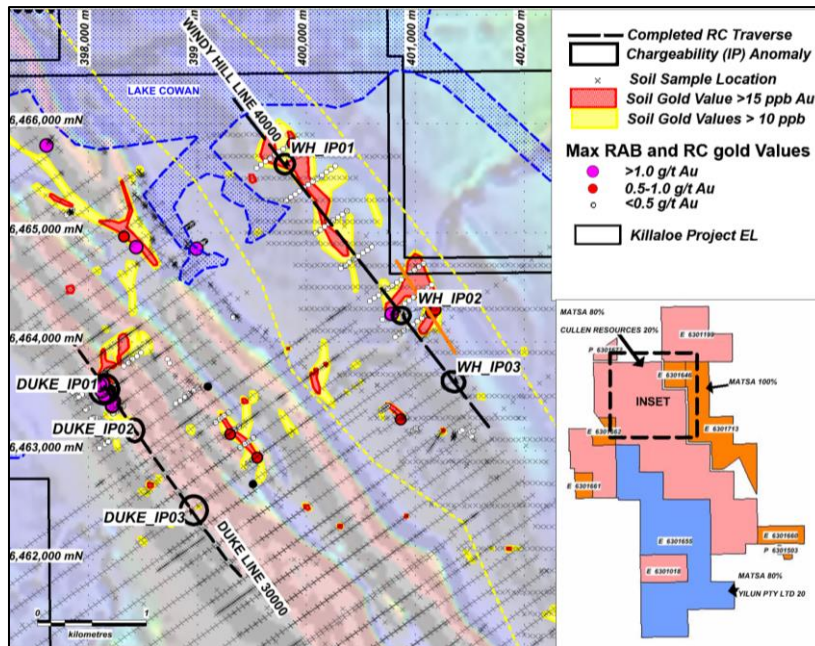 398,000 m
400,000 m
401,000 m
402,000 m
LAKE COWAN
WINDY HILL LINE 40000
6,466,000 mN
WH_IP01
6,465,000 mN
WH_IP02
6,464,000 mN
WH_IP03
DUKE_IP01
DUKE_IP02
6,463,000 mN
DUKE_IP03
DUKE LINE 30000
6,462,000 mN
0
1
kilometres
Completed RC Traverse
Chargeability (IP) Anomaly
Soil Sample Location
Soil Gold Value >15 ppb Au
Soil Gold Values > 10 ppb
Max RAB and RC gold Values
>1.0 g/t Au
0.5-1.0 g/t Au
<0.5 g/t Au
Killaloe Project EL
MATSA 80%
CULLEN RESOURCES 20%
E 6301199
E 6301646
MATSA 100%
INSET
E 6301713
E 6301661
E 6301655
E 6301660
P 6301503
E 6301018
MATSA 80%
YILUN PTY LTD 20